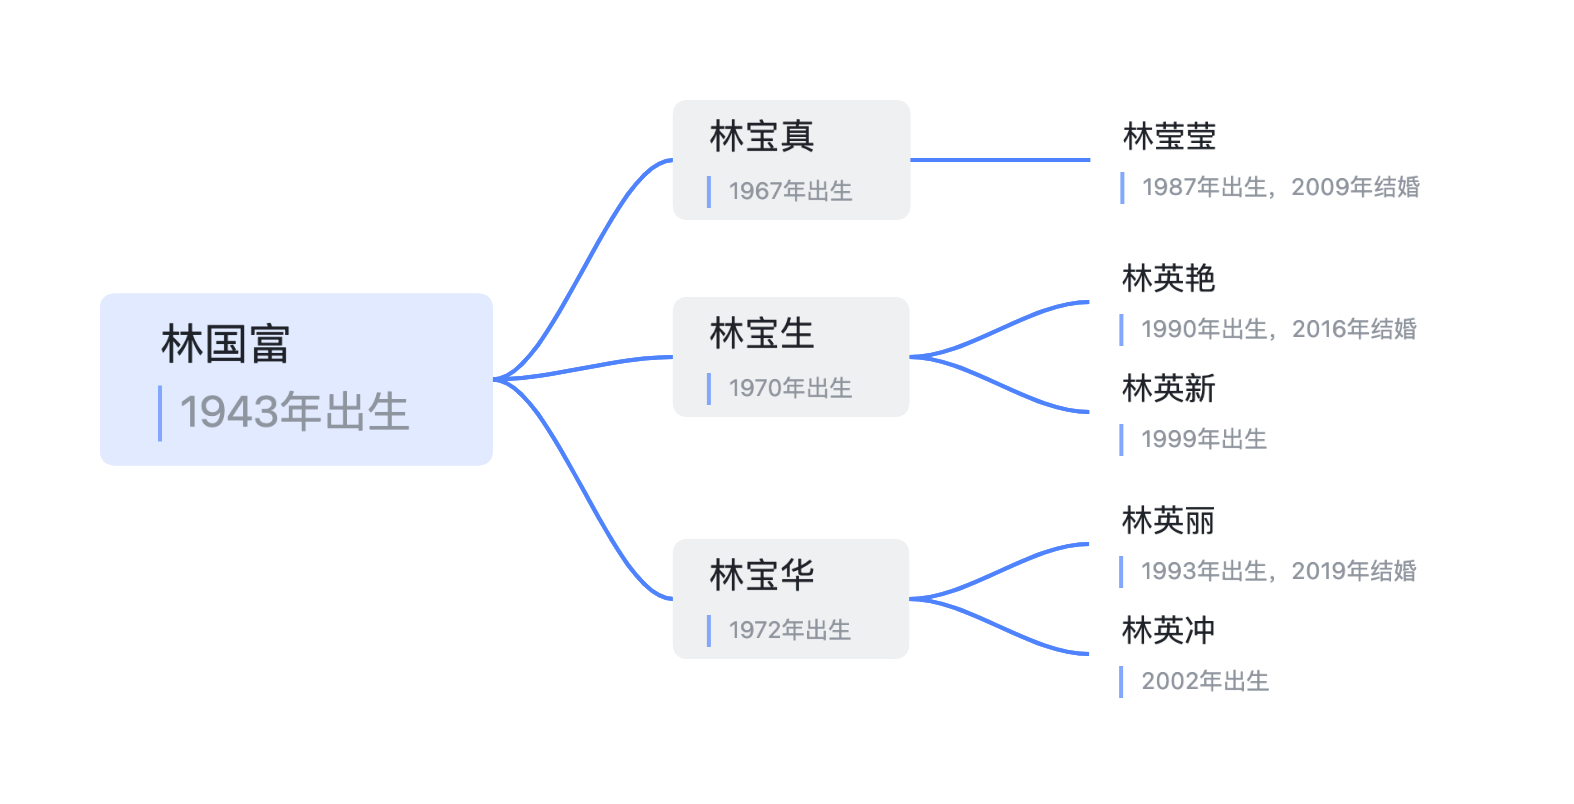 林国富
1943年出生
林宝真
1967年出生
林莹莹
1987年出生，2009年结婚
林宝生
1970年出生
林英艳
1990年出生，2016年结婚
林英新
1999年出生
林宝华
1972年出生
林英丽
1993年出生，2019年结婚
林英冲
2002年出生